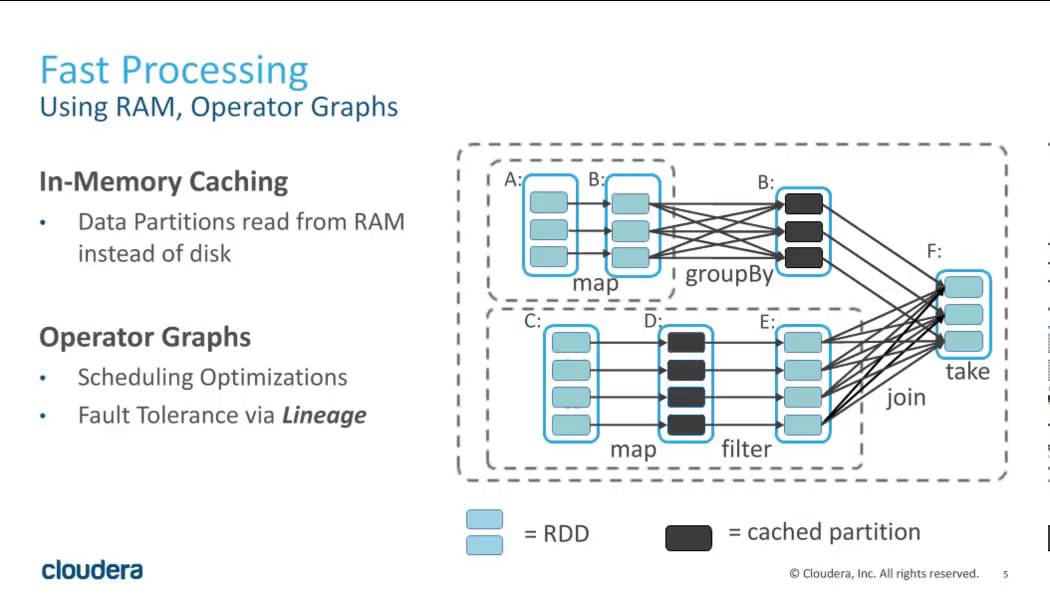 Fast Processing
Using RAM, Operator Graphs
In-Memory Caching
• Data Partitions read from RAM
instead of disk
Operator Graphs
• Scheduling Optimizations
• Fault Tolerance via Lineage
A:
B:
B:
map
groupBy
F:
C:
D:
E:
take
join
map
filter
= RDD
= cached partition
cloudera
© Cloudera, Inc. All rights reserved.
5